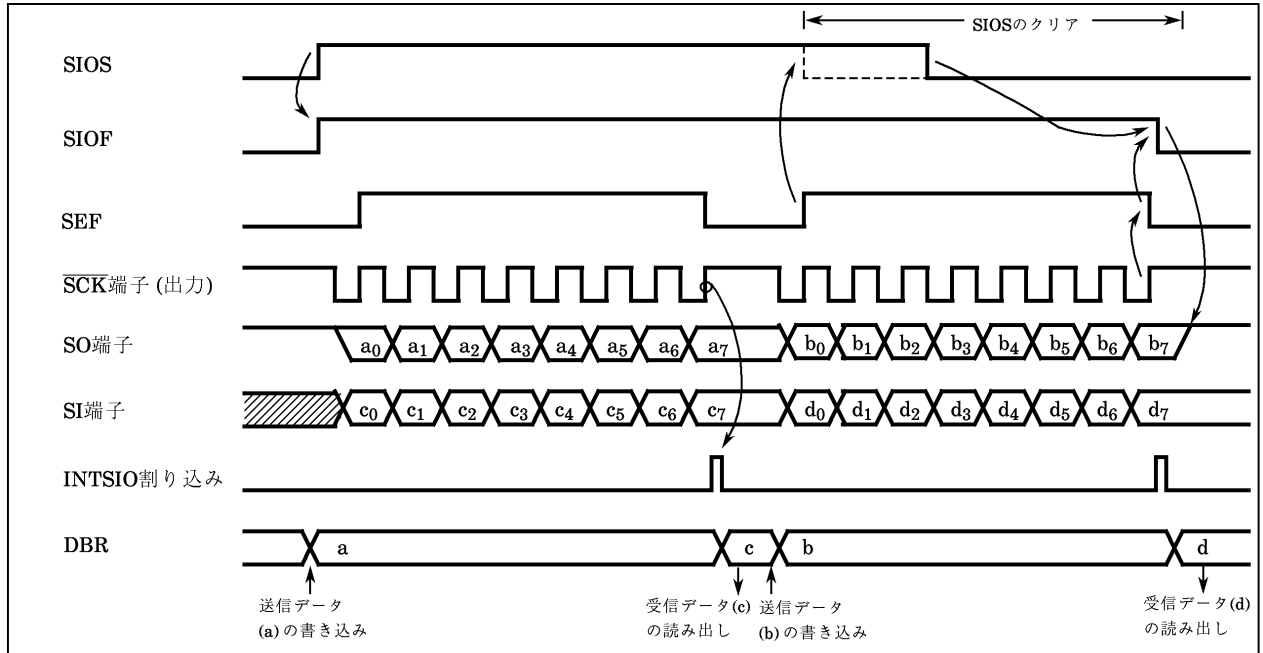 SIOSのクリア
SIOS
SIOF
SEF
SCK端子 (出力)
SO端子
a0 a1 a2 a3 a4 a5 a6 a7 b0 b1 b2 b3 b4 b5 b6 b7
SI端子
c0 c1 c2 c3 c4 c5 c6 c7 d0 d1 d2 d3 d4 d5 d6 d7
INTSIO割り込み
DBR
a c b d
送信データ
(a)の書き込み
受信データ(c)
の読み出し
送信データ
(b)の書き込み
受信データ(d)
の読み出し